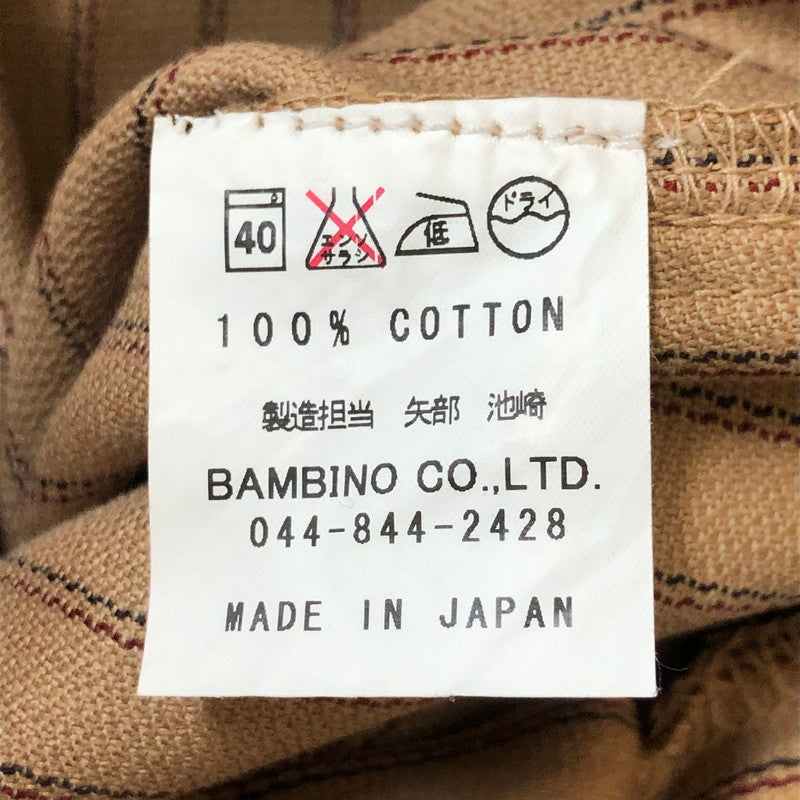 40 エンソサラシ 低 ドライ
100% COTTON
製造担当 矢部 池崎
BAMBINO CO.,LTD.
044-844-2428
MADE IN JAPAN